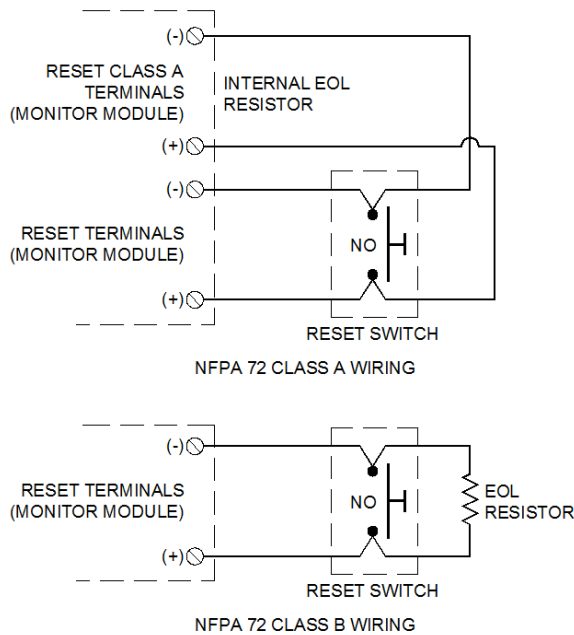 (-)
RESET CLASS A
TERMINALS
(MONITOR MODULE)
INTERNAL EOL
RESISTOR
(+)
(-)
RESET TERMINALS
(MONITOR MODULE)
NO
(+)
RESET SWITCH
NFPA 72 CLASS A WIRING
(-)
RESET TERMINALS
(MONITOR MODULE)
NO
EOL
RESISTOR
(+)
RESET SWITCH
NFPA 72 CLASS B WIRING